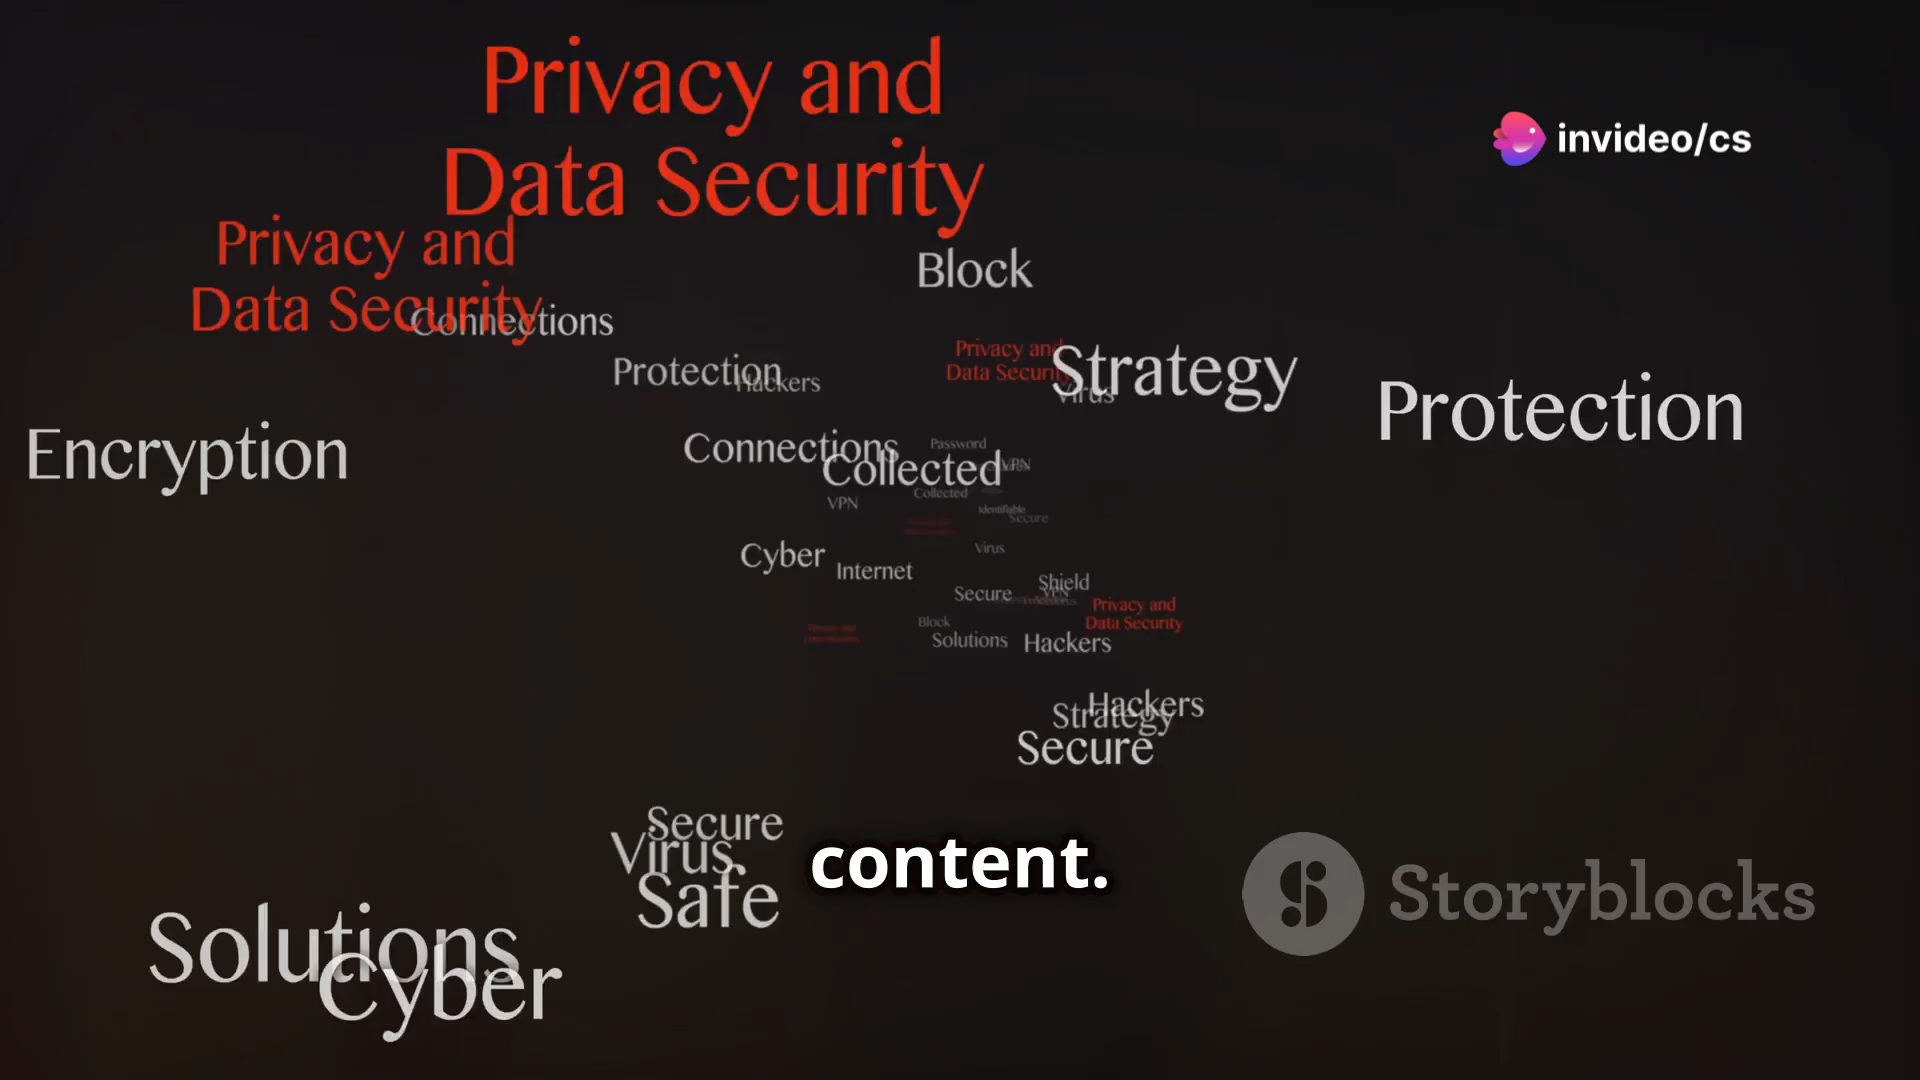 Privacy and
Data Security
invideo/cs
Privacy and
Data Security
Block
Connections
Privacy and
Data Security
Strategy
Protection
Hackers
Virus
Protection
Encryption
Connections
Password
Collected
VPN
Collected
VPN
Identifiable
Secure
Virus
Cyber
Internet
Shield
Secure
VPN
Privacy and
Data Security
Block
Solutions
Hackers
Hackers
Strategy
Secure
Secure
Virus
Safe
content.
Storyblocks
Solutions
Cyber